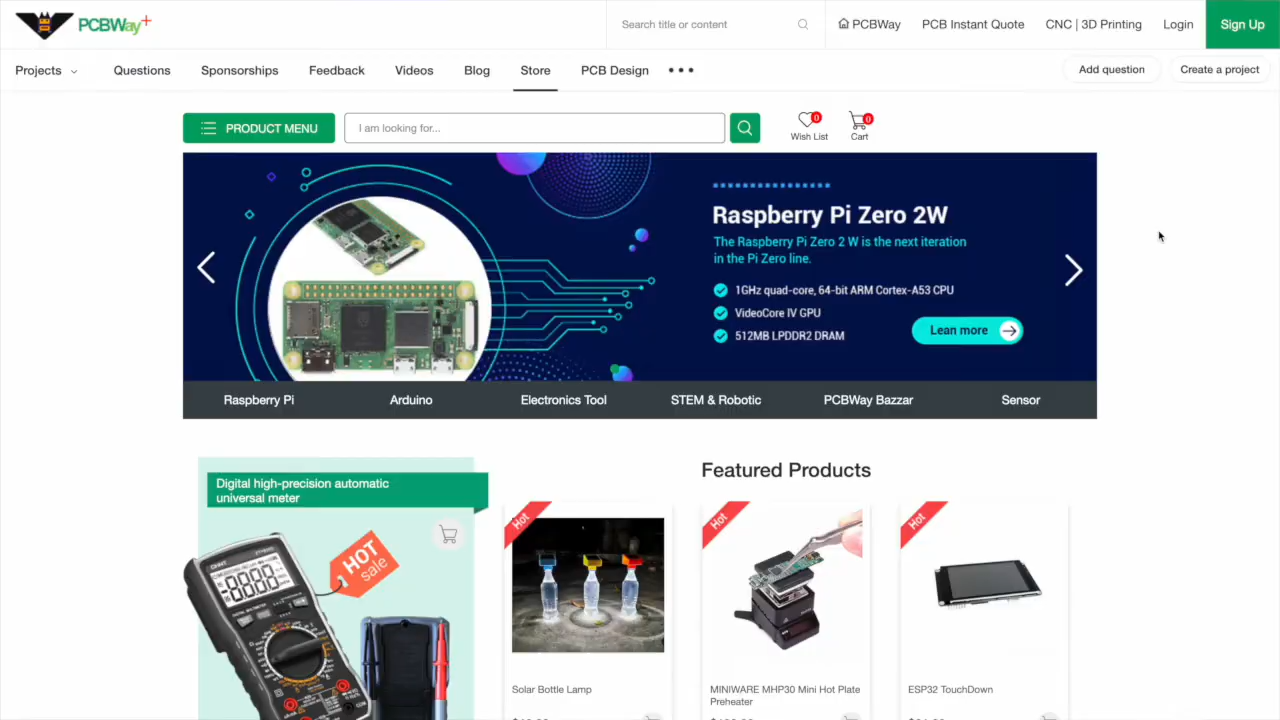 PCBWay+
Search title or content
PCBWay
PCB Instant Quote
CNC | 3D Printing
Login
Sign Up
Projects
Questions
Sponsorships
Feedback
Videos
Blog
Store
PCB Design
Add question
Create a project
PRODUCT MENU
I am looking for...
0
Wish List
0
Cart
Raspberry Pi Zero 2W
The Raspberry Pi Zero 2 W is the next iteration
in the Pi Zero line.
1GHz quad-core, 64-bit ARM Cortex-A53 CPU
VideoCore IV GPU
512MB LPDDR2 DRAM
Lean more
Raspberry Pi
Arduino
Electronics Tool
STEM & Robotic
PCBWay Bazzar
Sensor
Digital high-precision automatic
universal meter
HOT
sale
Featured Products
Hot
Hot
Hot
Solar Bottle Lamp
MINIWARE MHP30 Mini Hot Plate
Preheater
ESP32 TouchDown